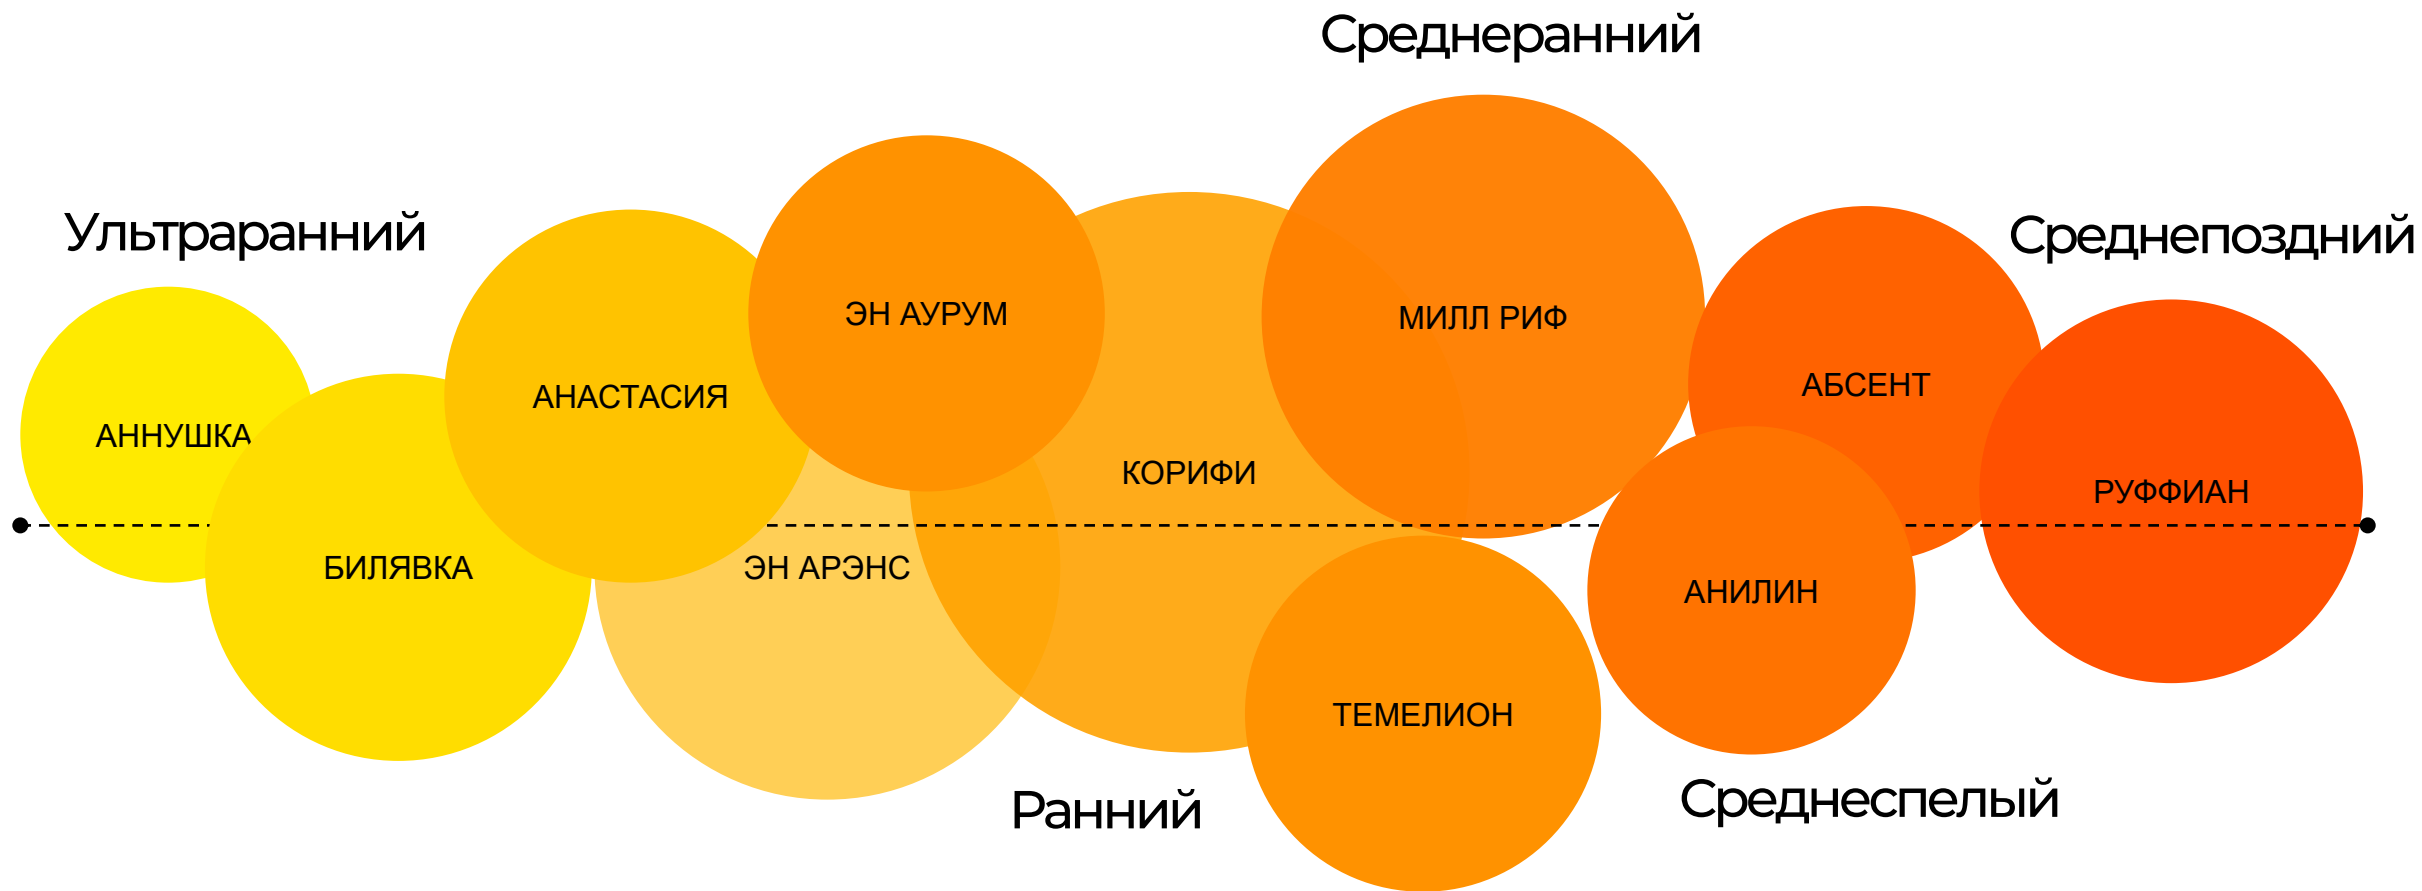 Среднеранний
Ультраранний
Среднепоздний
ЭН АУРУМ
МИЛЛ РИФ
АНАСТАСИЯ
АБСЕНТ
АННУШКА
КОРИФИ
РУФФИАН
БИЛЯВКА
ЭН АРЭНС
АНИЛИН
ТЕМЕЛИОН
Ранний
Среднеспелый